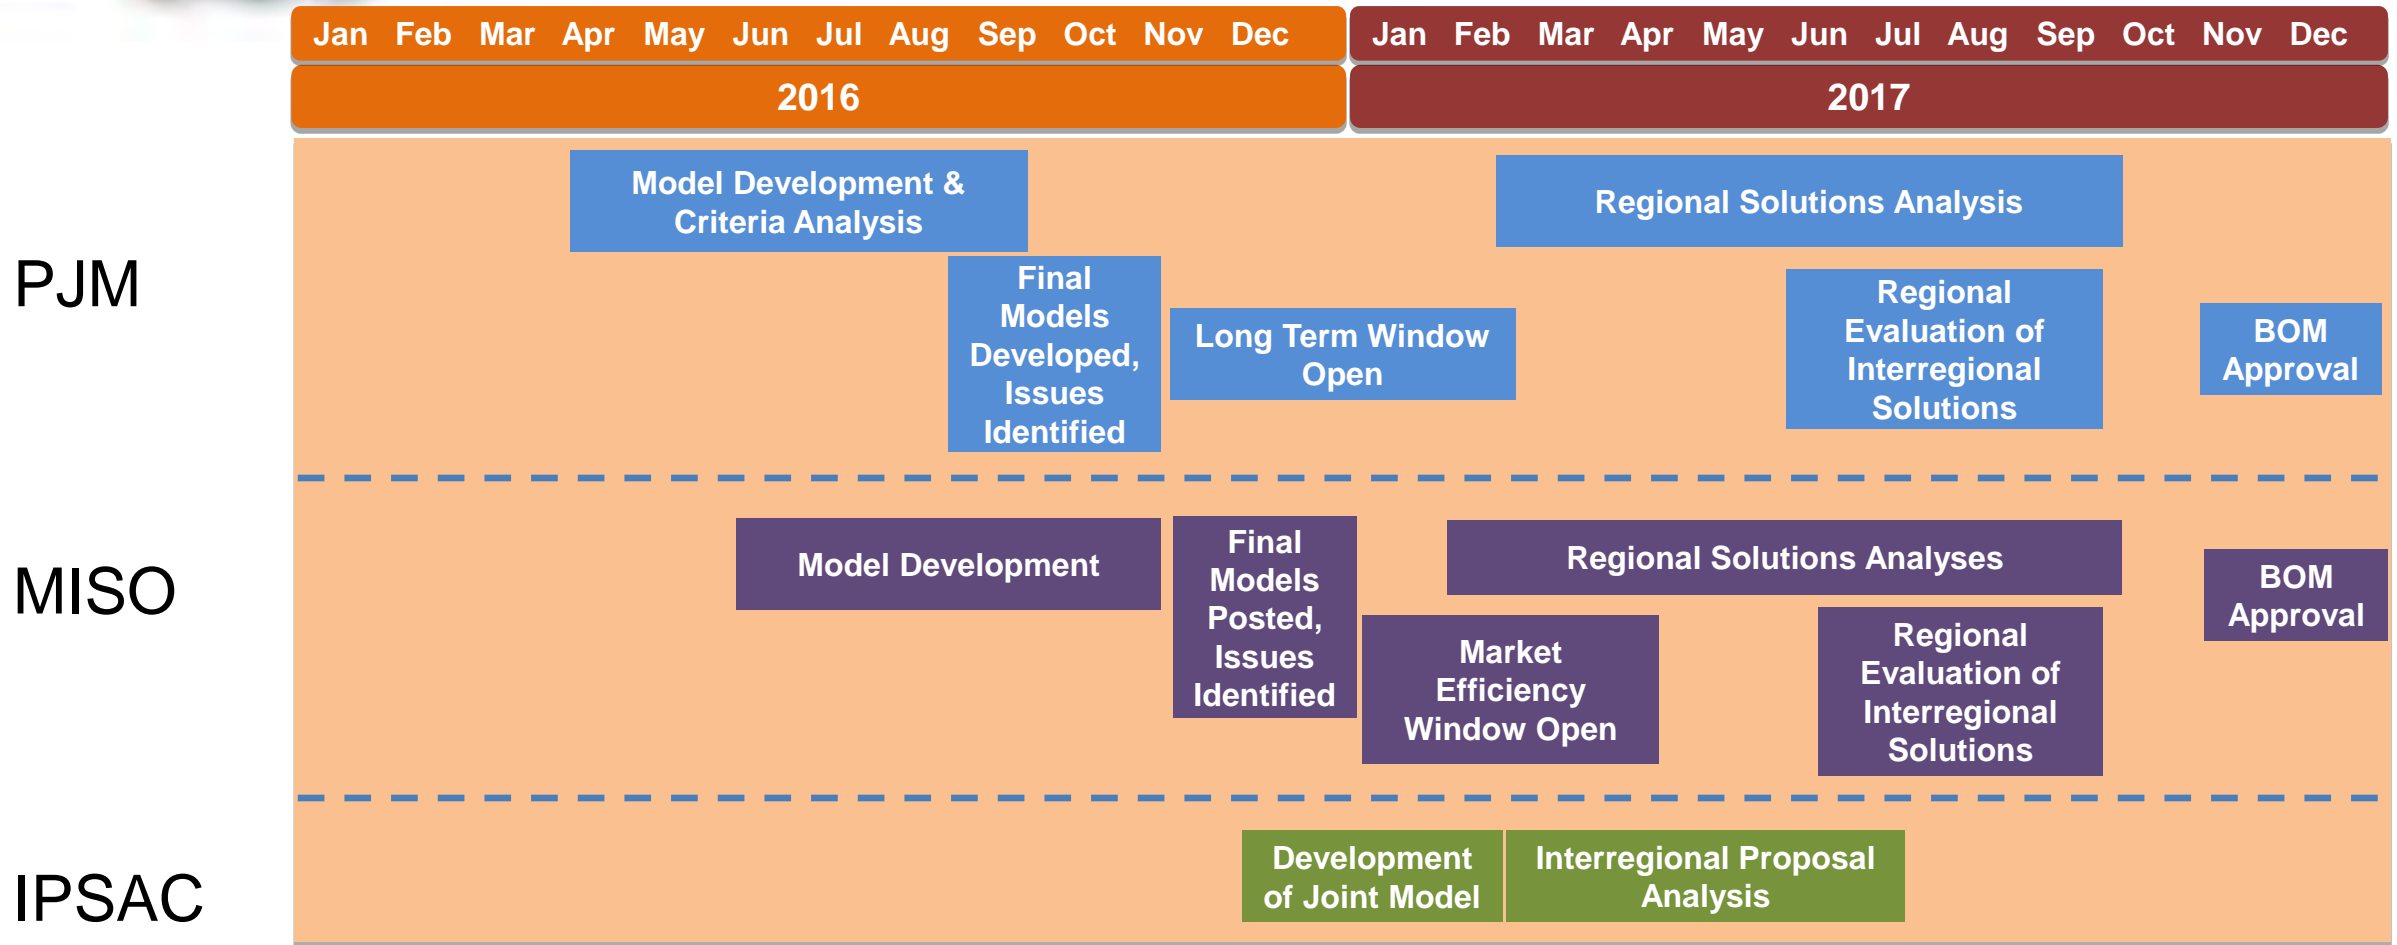 Jan Feb Mar Apr May Jun Jul Aug Sep Oct Nov Dec
Jan Feb Mar Apr May Jun Jul Aug Sep Oct Nov Dec
2016
2017
PJM
Model Development &
Criteria Analysis
Final
Models
Developed,
Issues
Identified
Long Term Window
Open
Regional Solutions Analysis
Regional
Evaluation of
Interregional
Solutions
BOM
Approval
MISO
Model Development
Final
Models
Posted,
Issues
Identified
Regional Solutions Analyses
Market
Efficiency
Window Open
Regional
Evaluation of
Interregional
Solutions
BOM
Approval
IPSAC
Development
of Joint Model
Interregional Proposal
Analysis